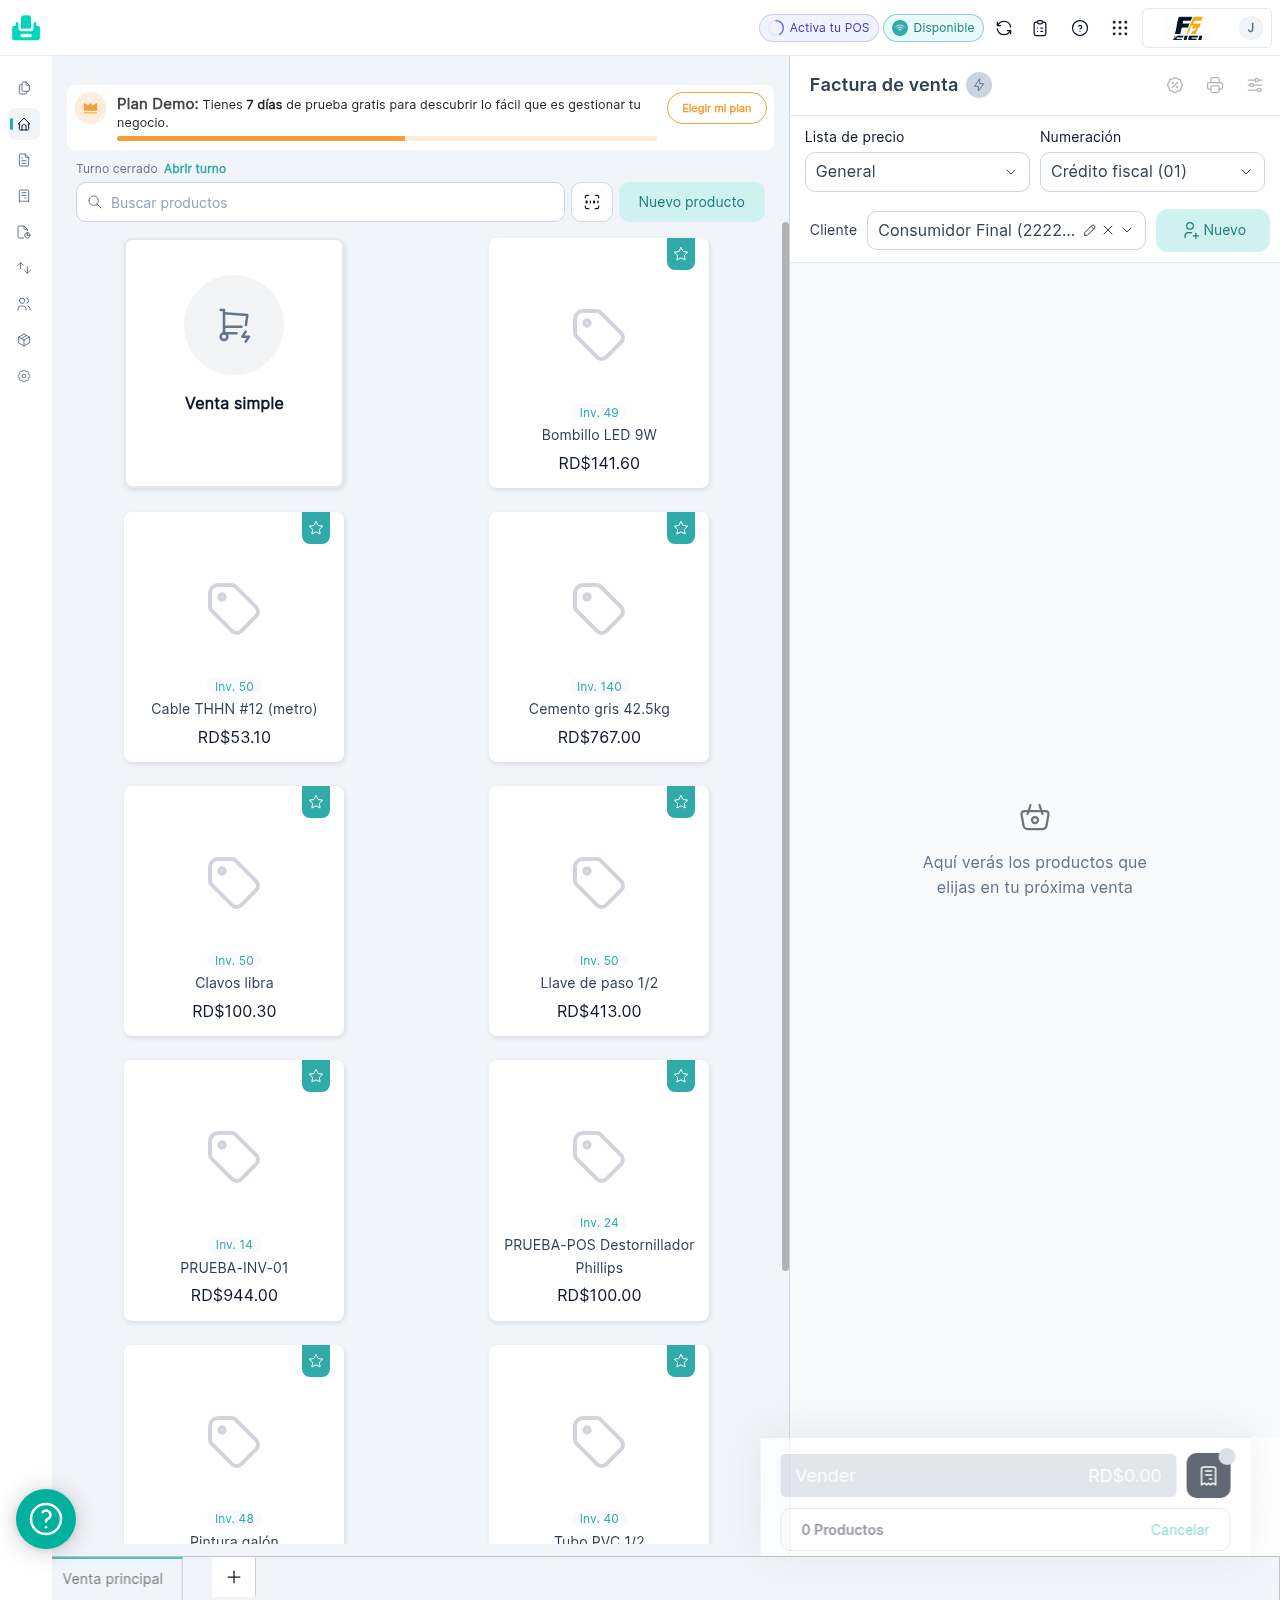 Activa tu POS
Disponible
J
Plan Demo: Tienes 7 días de prueba gratis para descubrir lo fácil que es gestionar tu
negocio.
Elegir mi plan
Turno cerrado Abrir turno
Buscar productos
Nuevo producto
Venta simple
Inv. 49
Bombillo LED 9W
RD$141.60
Inv. 50
Cable THHN #12 (metro)
RD$53.10
Inv. 140
Cemento gris 42.5kg
RD$767.00
Inv. 50
Clavos libra
RD$100.30
Inv. 50
Llave de paso 1/2
RD$413.00
Inv. 14
PRUEBA-INV-01
RD$944.00
Inv. 24
PRUEBA-POS Destornillador
Phillips
RD$100.00
Inv. 48
Pintura galón
Inv. 40
Tubo PVC 1/2
Factura de venta
Lista de precio
Numeración
General
Crédito fiscal (01)
Cliente
Consumidor Final (2222...
Nuevo
Aquí verás los productos que
elijas en tu próxima venta
Vender RD$0.00
0 Productos
Cancelar
Venta principal